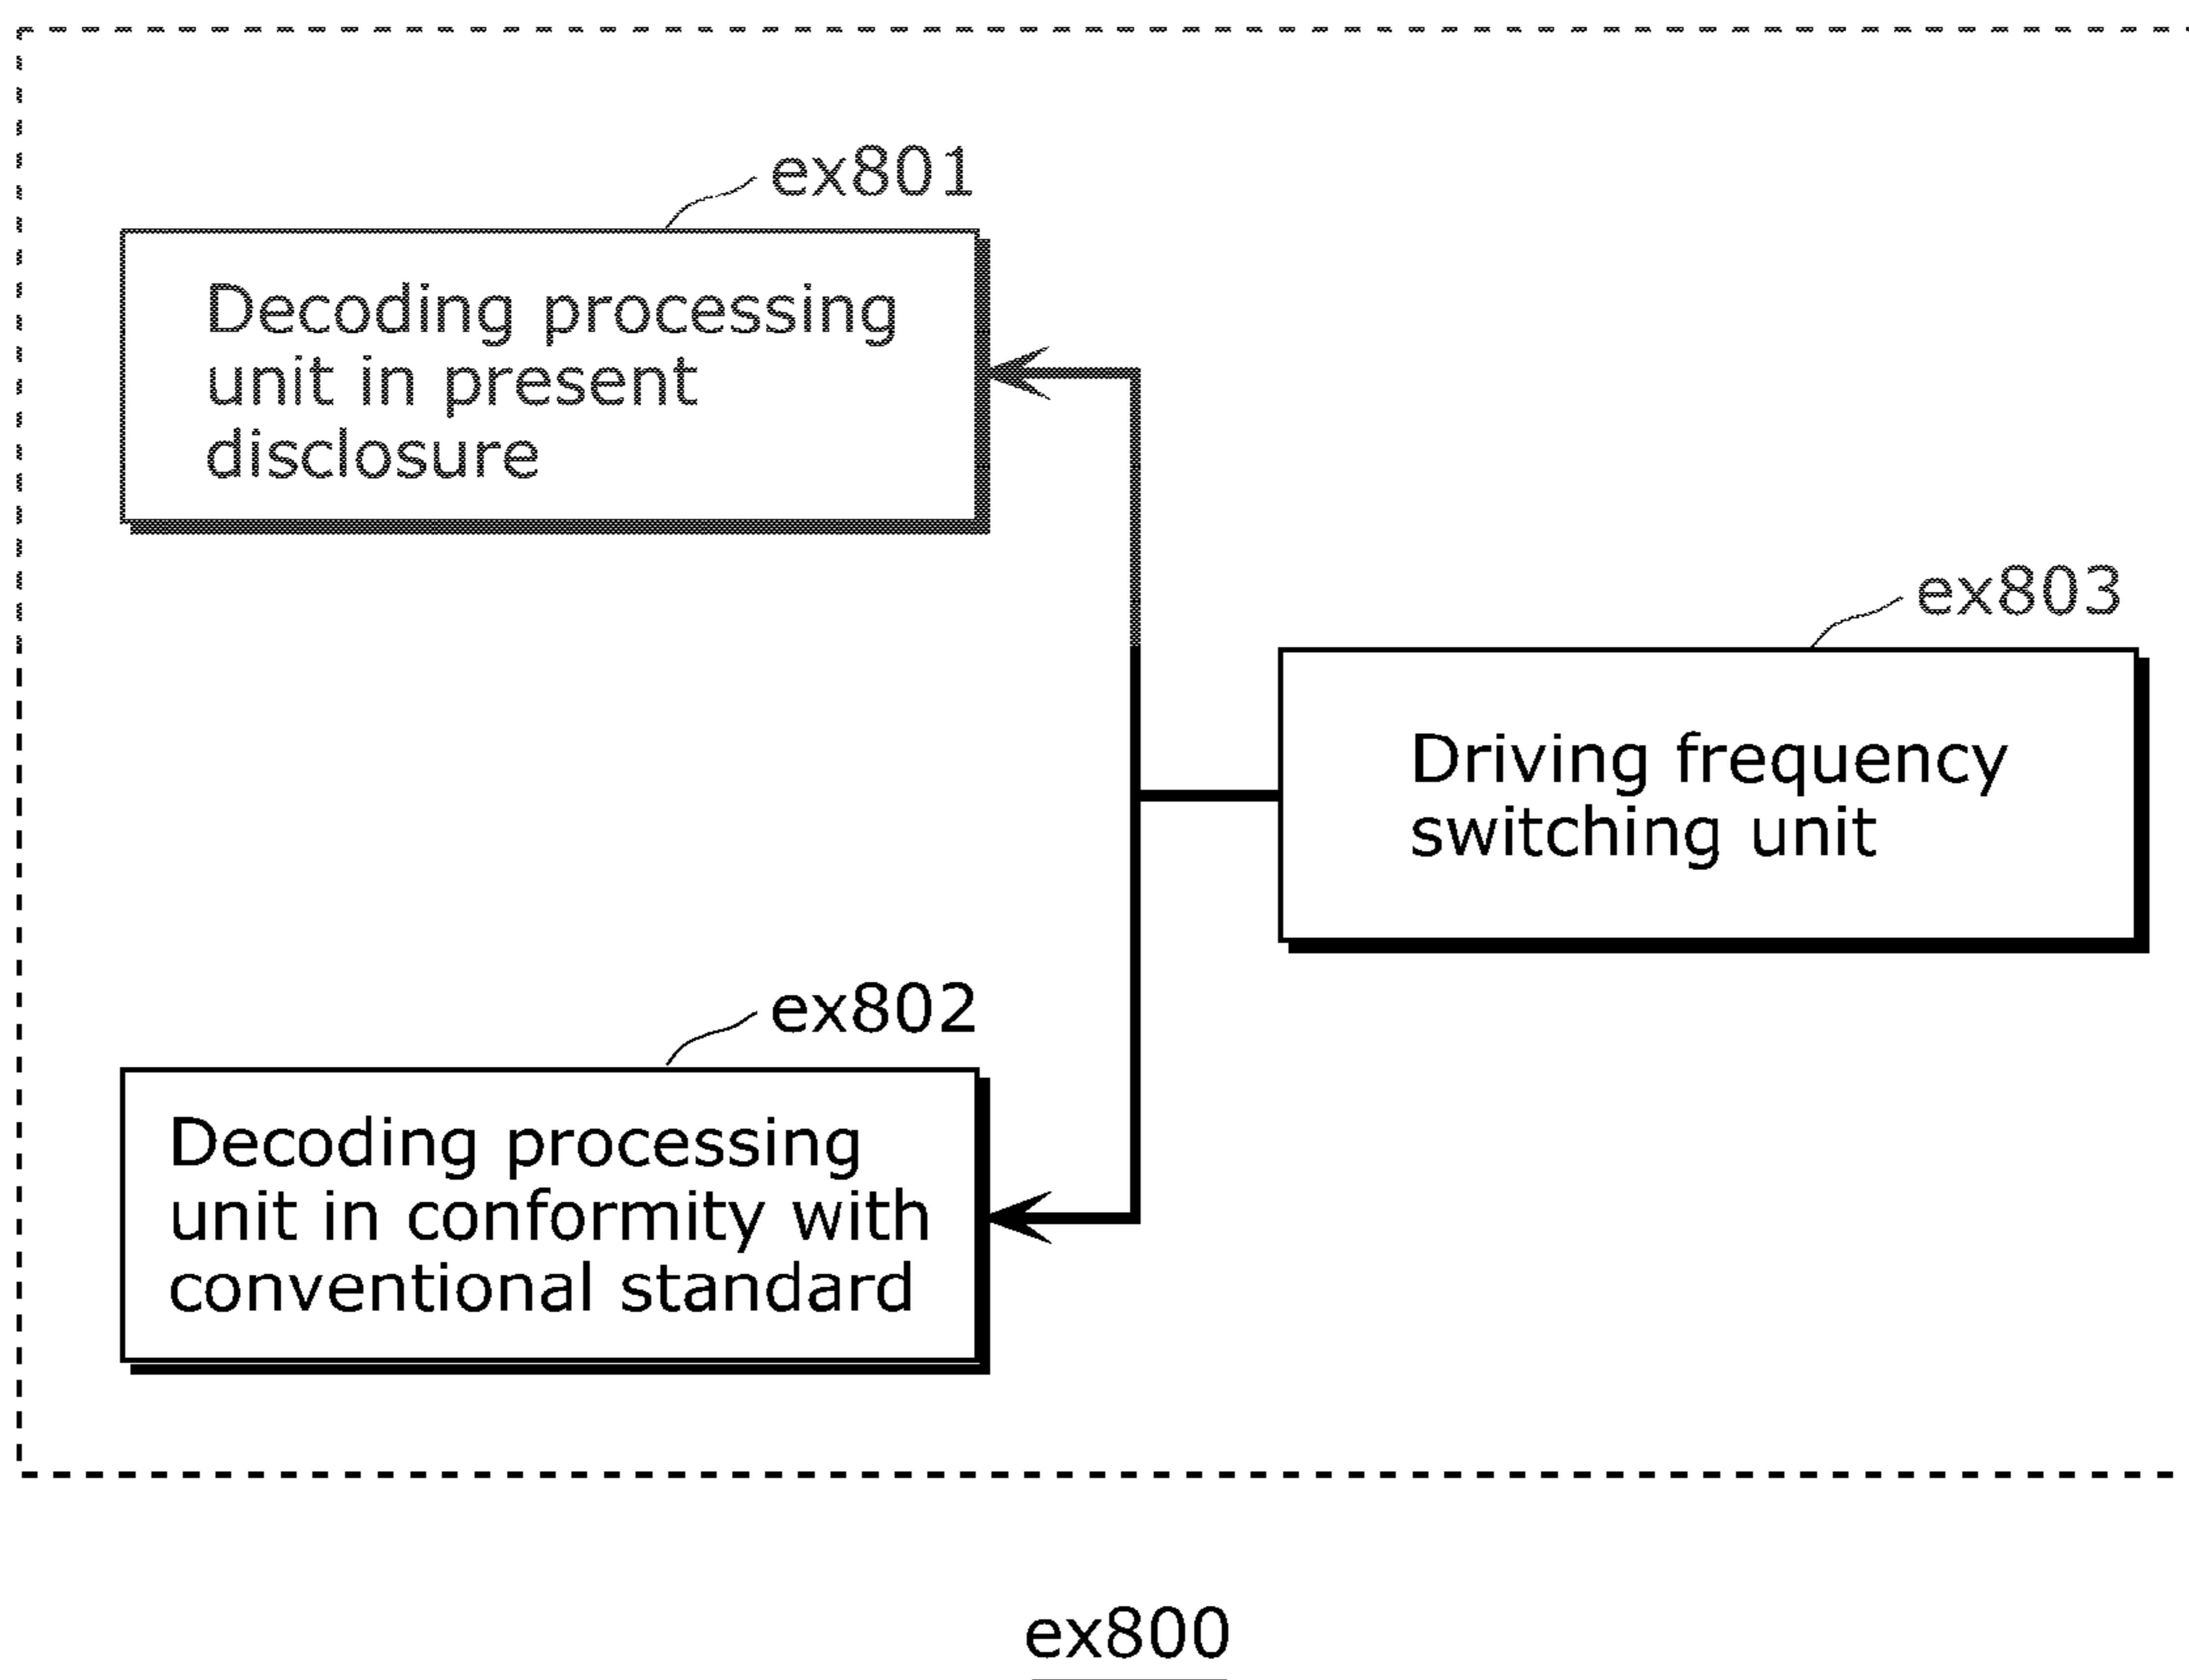 ex801
Decoding processing
unit in present
disclosure
ex803
Driving frequency
switching unit
ex802
Decoding processing
unit in conformity with
conventional standard
ex800